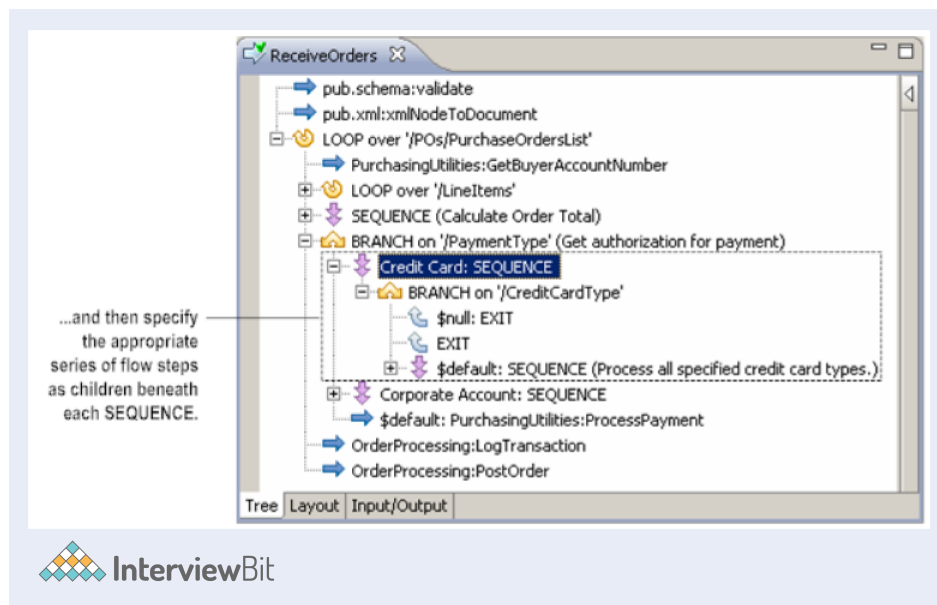 ReceiveOrders
pub.schema:validate
pub.xml:xmlNodeToDocument
LOOP over '/POs/PurchaseOrdersList'
PurchasingUtilities:GetBuyerAccountNumber
LOOP over '/LineItems'
SEQUENCE (Calculate Order Total)
BRANCH on '/PaymentType' (Get authorization for payment)
Credit Card: SEQUENCE
BRANCH on '/CreditCardType'
$null: EXIT
EXIT
$default: SEQUENCE (Process all specified credit card types.)
Corporate Account: SEQUENCE
$default: PurchasingUtilities:ProcessPayment
OrderProcessing:LogTransaction
OrderProcessing:PostOrder
Tree Layout Input/Output
...and then specify
the appropriate
series of flow steps
as children beneath
each SEQUENCE.
InterviewBit